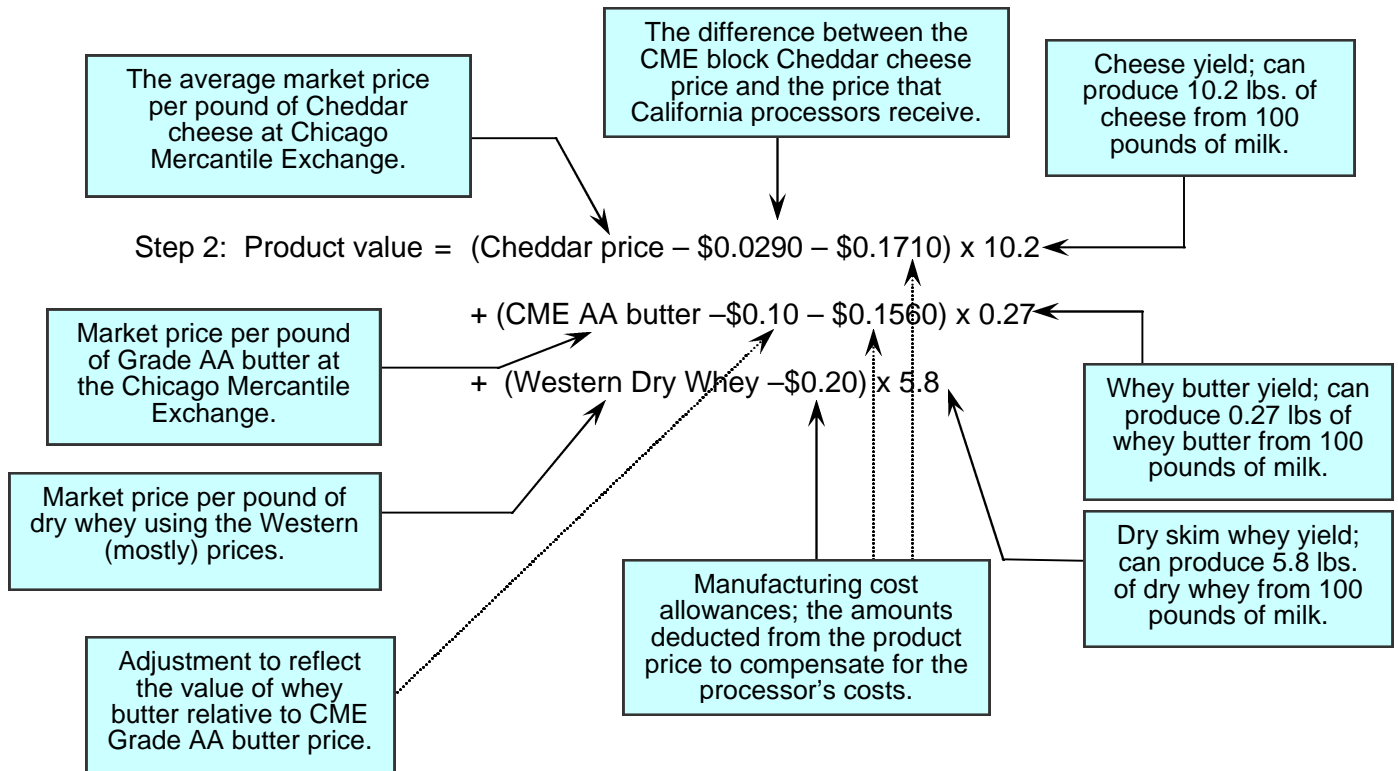 The difference between the
CME block Cheddar cheese
price and the price that
California processors receive.
The average market price
per pound of Cheddar
cheese at Chicago
Mercantile Exchange.
Cheese yield; can
produce 10.2 lbs. of
cheese from 100
pounds of milk.
Step 2: Product value = (Cheddar price – $0.0290 – $0.1710) x 10.2
+ (CME AA butter –$0.10 – $0.1560) x 0.27
+ (Western Dry Whey –$0.20) x 5.8
Market price per pound
of Grade AA butter at
the Chicago Mercantile
Exchange.
Whey butter yield; can
produce 0.27 lbs of
whey butter from 100
pounds of milk.
Market price per pound of
dry whey using the Western
(mostly) prices.
Dry skim whey yield;
can produce 5.8 lbs.
of dry whey from 100
pounds of milk.
Manufacturing cost
allowances; the amounts
deducted from the product
price to compensate for the
processor’s costs.
Adjustment to reflect
the value of whey
butter relative to CME
Grade AA butter price.